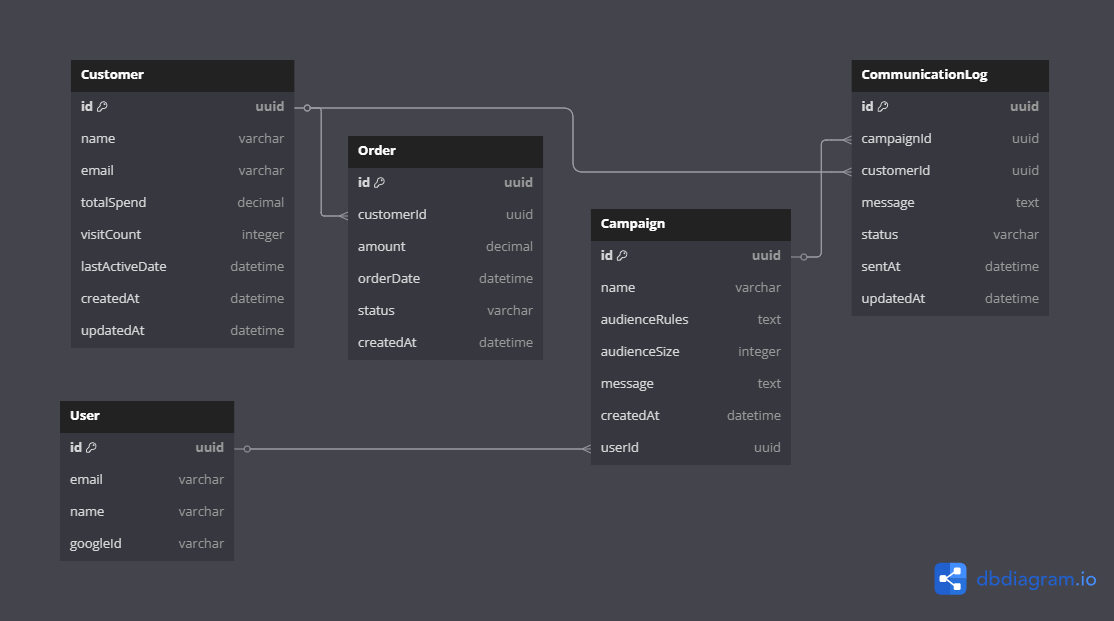 Customer
id uuid
name varchar
email varchar
totalSpend decimal
visitCount integer
lastActiveDate datetime
createdAt datetime
updatedAt datetime
Order
id uuid
customerId uuid
amount decimal
orderDate datetime
status varchar
createdAt datetime
Campaign
id uuid
name varchar
audienceRules text
audienceSize integer
message text
createdAt datetime
userId uuid
CommunicationLog
id uuid
campaignId uuid
customerId uuid
message text
status varchar
sentAt datetime
updatedAt datetime
User
id uuid
email varchar
name varchar
googleId varchar
dbdiagram.io